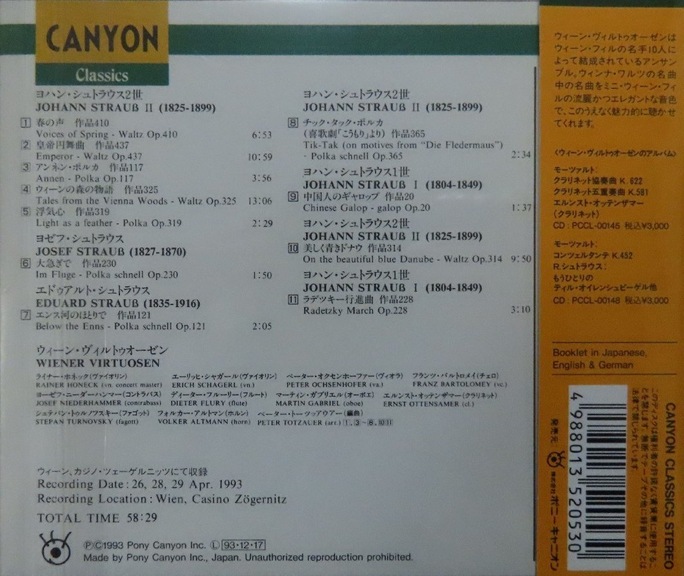 CANYON
Classics
ヨハン・シュトラウス2世
JOHANN STRAUß II (1825-1899)
1 春の声 作品410
Voices of Spring - Waltz Op.410 6:53
2 皇帝円舞曲 作品437
Emperor - Waltz Op.437 10:59
3 アンネン・ポルカ 作品117
Annen - Polka Op.117 3:56
4 ウィーンの森の物語 作品325
Tales from the Vienna Woods - Waltz Op.325 13:06
5 浮気心 作品319
Light as a feather - Polka Op.319 2:29
ヨゼフ・シュトラウス
JOSEF STRAUß (1827-1870)
6 大急ぎで 作品230
Im Fluge - Polka schnell Op.230 1:50
エドゥアルト・シュトラウス
EDUARD STRAUß (1835-1916)
7 エンス河のほとりで 作品121
Below the Enns - Polka schnell Op.121 2:05
ヨハン・シュトラウス2世
JOHANN STRAUß II (1825-1899)
8 チック・タック・ポルカ
(喜歌劇「こうもり」より) 作品365
Tik-Tak (on motives from "Die Fledermaus")
- Polka schnell Op.365 2:34
ヨハン・シュトラウス1世
JOHANN STRAUß I (1804-1849)
9 中国人のギャロップ 作品20
Chinese Galop - galop Op.20 1:37
ヨハン・シュトラウス2世
JOHANN STRAUß II (1825-1899)
10 美しく青きドナウ 作品314
On the beautiful blue Danube - Waltz Op.314 9:50
ヨハン・シュトラウス1世
JOHANN STRAUß I (1804-1849)
11 ラデツキー行進曲 作品228
Radetzky March Op.228 3:10
ウィーン・ヴィルトゥオーゼン
WIENER VIRTUOSEN
ライナー・ホネック(ヴァイオリン) エーリッヒ・シャガール(ヴァイオリン) ペーター・オクセンホーファー(ヴィオラ) フランツ・バルトロメイ(チェロ)
RAINER HONECK (vn. concert master) ERICH SCHAGERL (vn.) PETER OCHSENHOFER (va.) FRANZ BARTOLOMEY (vc.)
ヨーゼフ・ニーダーハンマー(コントラバス) ディーター・フルーリー(フルート) マーティン・ガブリエル(オーボエ) エルンスト・オッテンザマー(クラリネット)
JOSEF NIEDERHAMMER (contrabass) DIETER FLURY (flute) MARTIN GABRIEL (oboe) ERNST OTTENSAMER (cl.)
シュテパン・トゥルノフスキー(ファゴット) フォルカー・アルトマン(ホルン) ペーター・トーツァウアー(編曲)
STEPAN TURNOVSKY (fagott) VOLKER ALTMANN (horn) PETER TOTZAUER (arr.)
ウィーン、カジノ・ツェーゲルニッツにて収録
Recording Date : 26, 28, 29 Apr. 1993
Recording Location : Wien, Casino Zögernitz
TOTAL TIME 58:29
ⓅⒸ1993 Pony Canyon Inc. Ⓛ 93・12・17
Made by Pony Canyon Inc., Japan. Unauthorized reproduction prohibited.
ウィーン・ヴィルトゥオーゼンは
ウィーン・フィルの名手10人に
よって結成されているアンサン
ブル。ウィンナ・ワルツの名曲
中の名曲をミニ・ウィーン・フィ
ルの流麗かつエレガントな音色
で、このうえなく魅力的に聴かせ
てくれます。
《ウィーン・ヴィルトゥオーゼンのアルバム》
モーツァルト:
クラリネット協奏曲 K.622
クラリネット五重奏曲 K.581
エルンスト・オッテンザマー
(クラリネット)
CD:PCCL-00145 税込¥3,000
モーツァルト:
コンツェルタンテ K.452
R.シュトラウス:
もうひとりの
ティル・オイレンシュピーゲル他
CD:PCCL-00148 税込¥3,000
Booklet in Japanese,
English & German
CANYON CLASSICS STEREO
4988013520530
発売元
株式会社 ポニーキャニオン